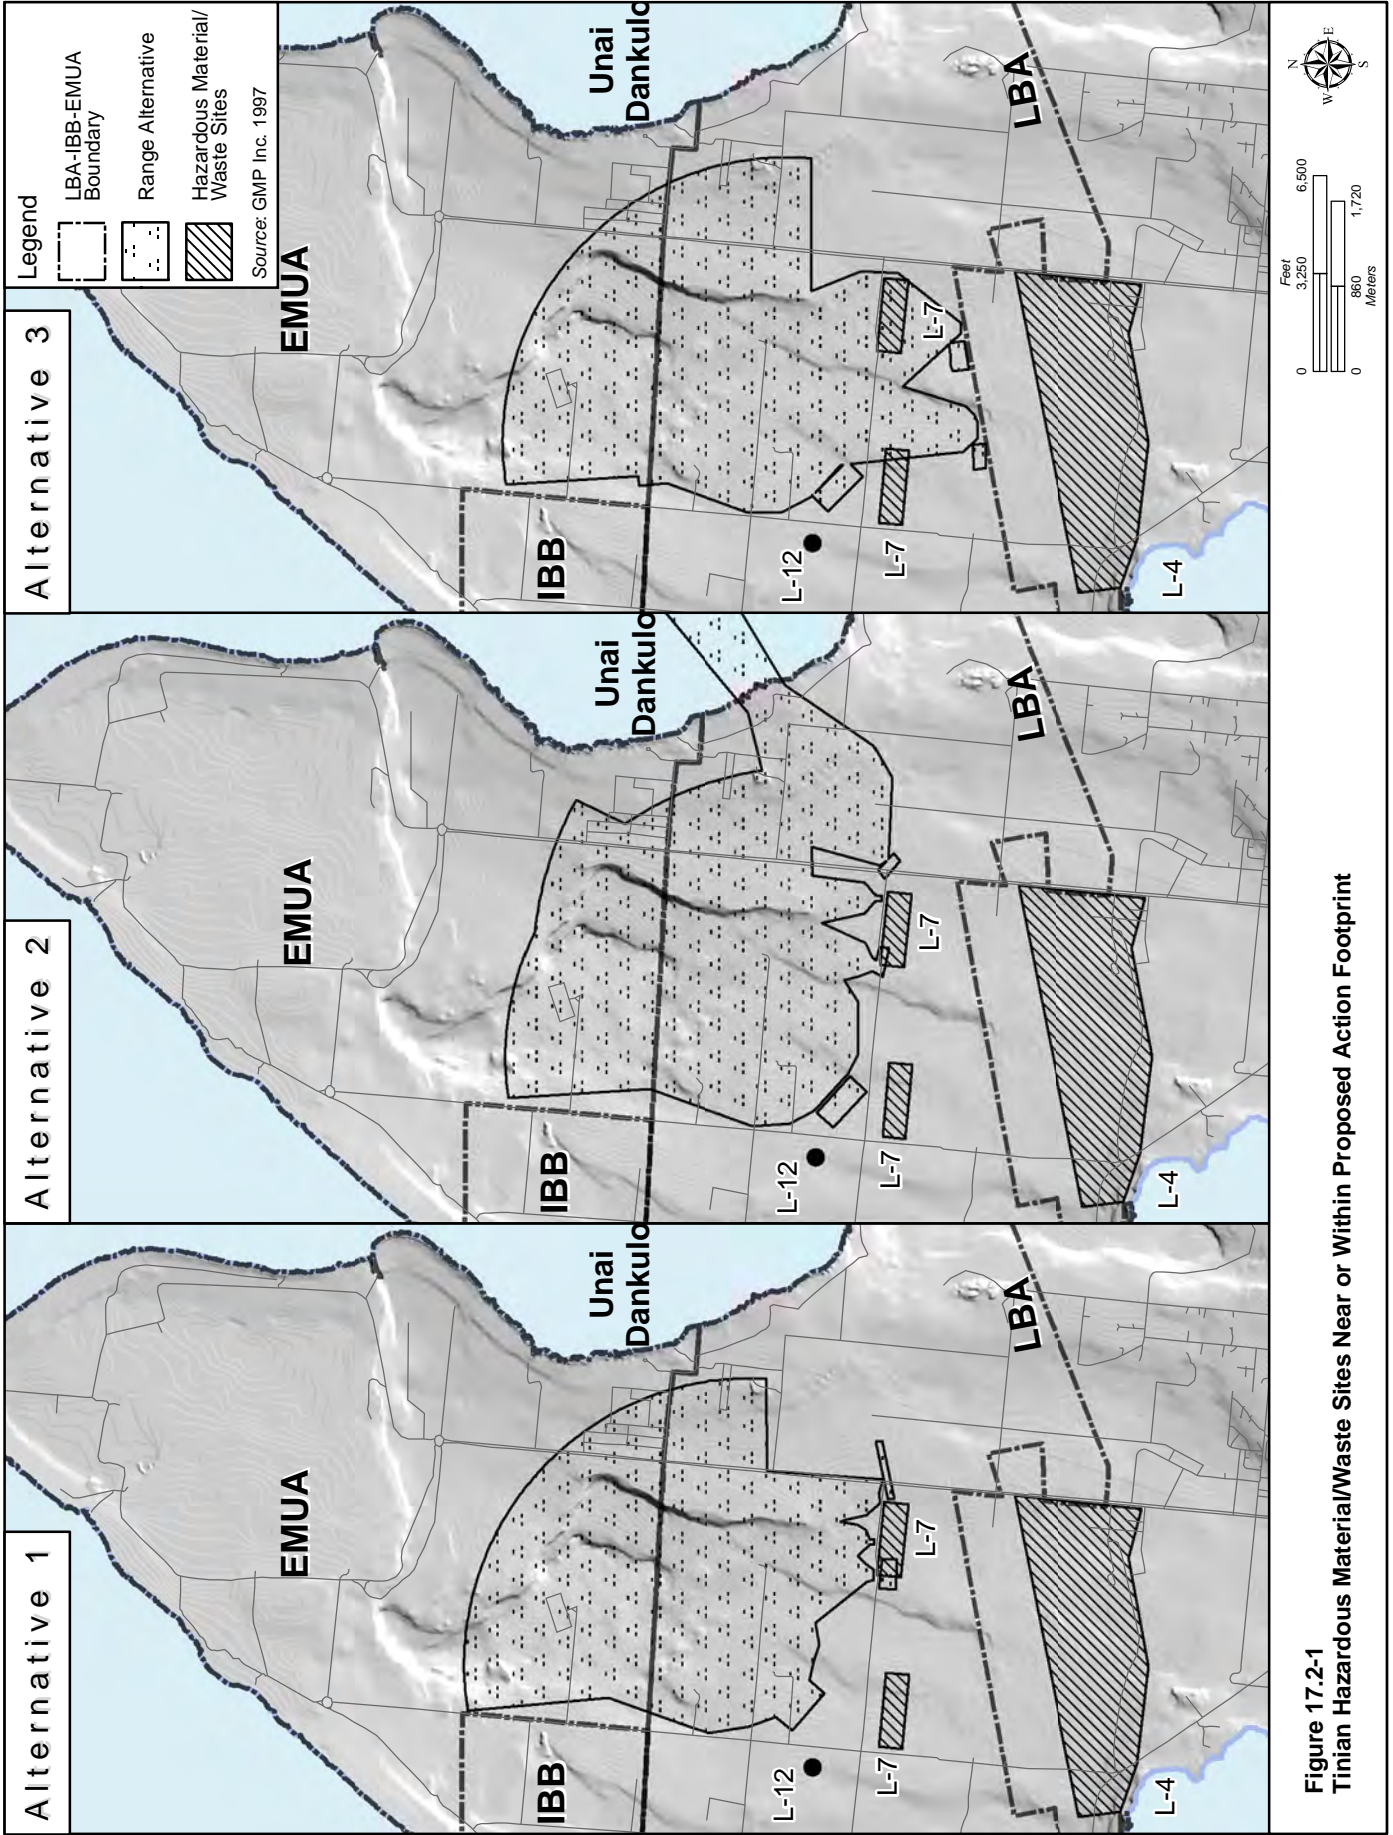 Alternative 1
EMUA
IBB
Unai
Dankulo
L-12
L-7
L-7
LBA
L-4
Alternative 2
EMUA
IBB
Unai
Dankulo
L-12
L-7
L-7
LBA
L-4
Alternative 3
EMUA
IBB
Unai
Dankulo
L-12
L-7
L-7
LBA
L-4
Legend
LBA-IBB-EMUA
Boundary
Range Alternative
Hazardous Material/
Waste Sites
Source: GMP Inc. 1997
Figure 17.2-1
Tinian Hazardous Material/Waste Sites Near or Within Proposed Action Footprint
Feet
0 3,250 6,500
0 860 1,720
Meters
N
W E
S